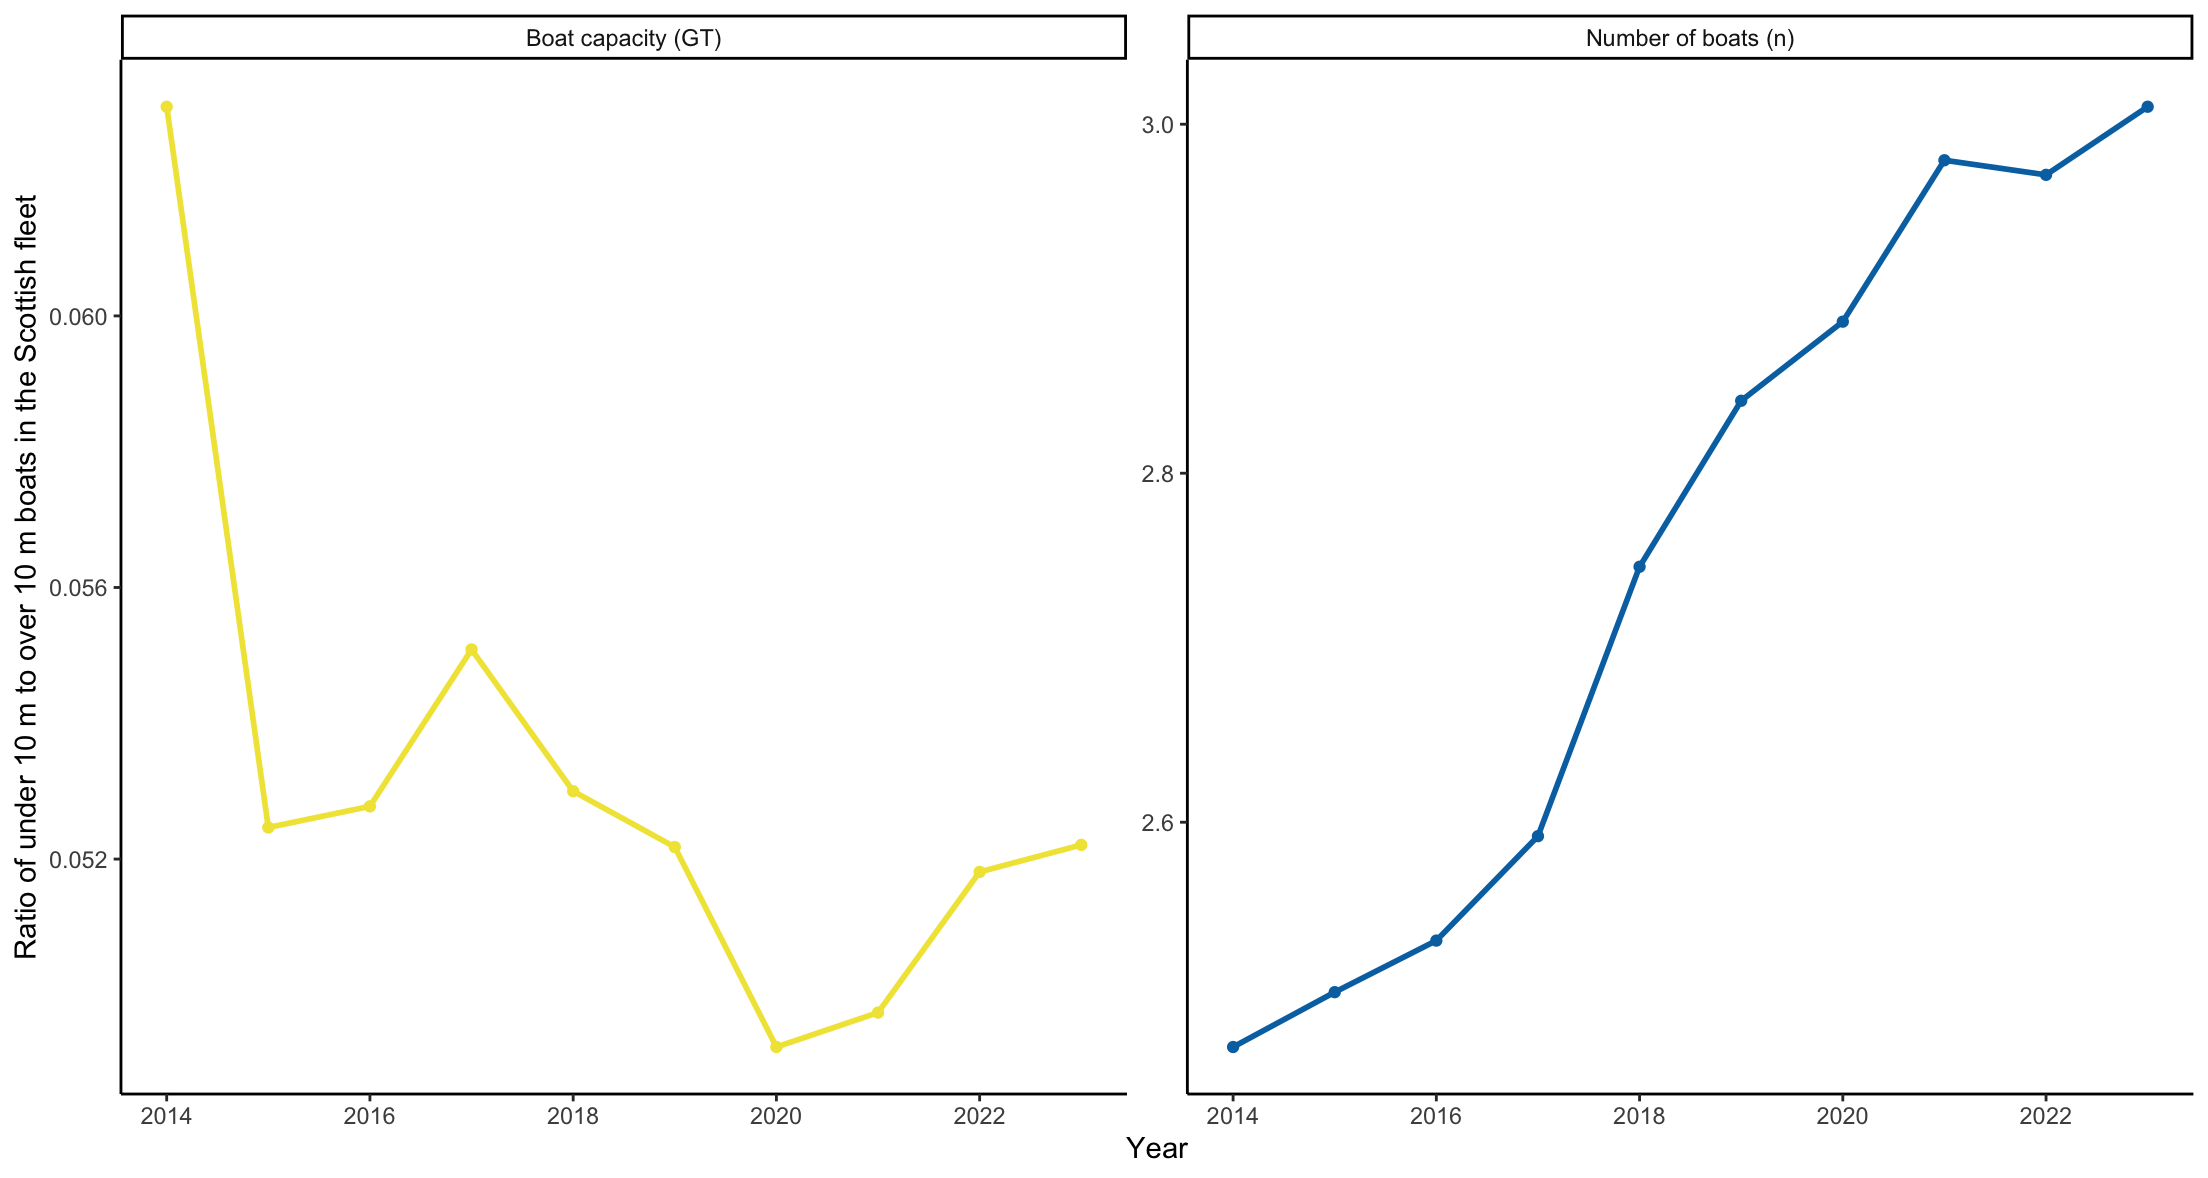 Boat capacity (GT)
Number of boats (n)
Ratio of under 10 m to over 10 m boats in the Scottish fleet
0.060
0.056
0.052
3.0
2.8
2.6
2014 2016 2018 2020 2022
2014 2016 2018 2020 2022
Year